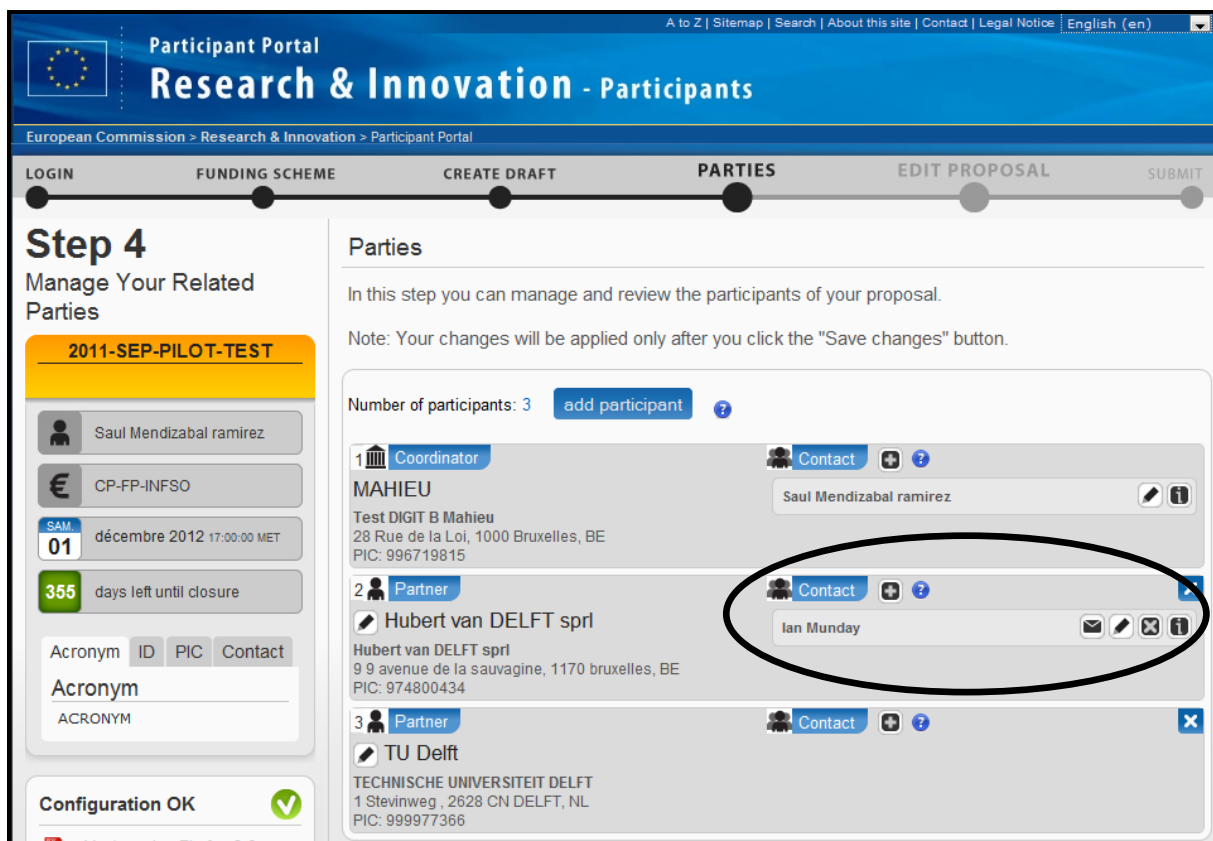 A to Z | Sitemap | Search | About this site | Contact | Legal Notice English (en)
Participant Portal
Research & Innovation - Participants
European Commission > Research & Innovation > Participant Portal
LOGIN FUNDING SCHEME CREATE DRAFT PARTIES EDIT PROPOSAL SUBMIT
Step 4
Manage Your Related
Parties
2011-SEP-PILOT-TEST
Saul Mendizabal ramirez
€ CP-FP-INFSO
SAM.
01 décembre 2012 17:00:00 MET
355 days left until closure
Acronym ID PIC Contact
Acronym
ACRONYM
Configuration OK
Parties
In this step you can manage and review the participants of your proposal.
Note: Your changes will be applied only after you click the "Save changes" button.
Number of participants: 3 add participant ?
1 Coordinator Contact ?
MAHIEU
Saul Mendizabal ramirez
Test DIGIT B Mahieu
28 Rue de la Loi, 1000 Bruxelles, BE
PIC: 996719815
2 Partner Contact ?
Hubert van DELFT sprl
Ian Munday
Hubert van DELFT sprl
9 9 avenue de la sauvagine, 1170 bruxelles, BE
PIC: 974800434
3 Partner Contact ?
TU Delft
TECHNISCHE UNIVERSITEIT DELFT
1 Stevinweg , 2628 CN DELFT, NL
PIC: 999977366